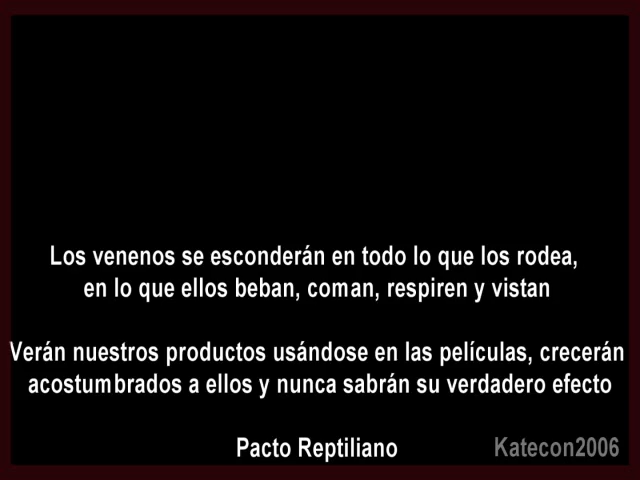 Los venenos se esconderán en todo lo que los rodea,
en lo que ellos beban, coman, respiren y vistan
Verán nuestros productos usándose en las películas, crecerán
acostumbrados a ellos y nunca sabrán su verdadero efecto
Pacto Reptiliano
Katecon2006